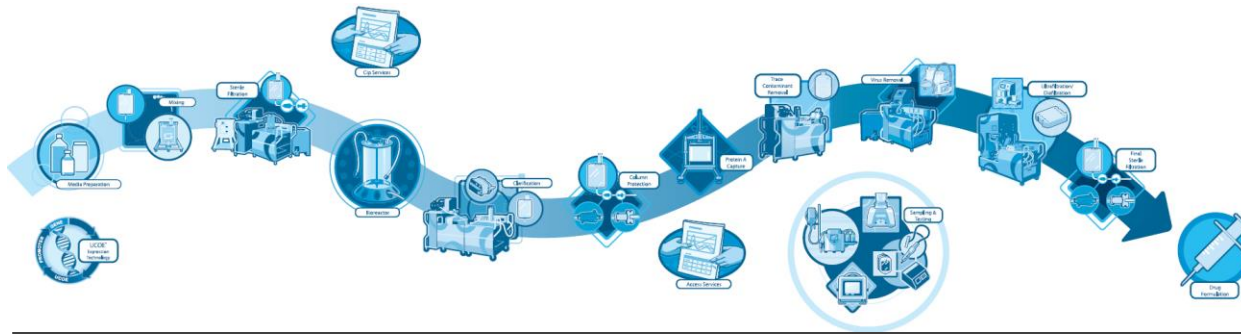 Media Preparation
Mixing
Sterile
Filtration
Cip Services
Bioreactor
Clarification
Column
Protection
Protein A
Capture
Access Services
Trace
Contaminant
Removal
Virus Removal
Ultrafiltration/
Diafiltration
Sampling &
Testing
Final
Sterile
Filtration
Drug
Formulation
UCOE®
Expression
Technology
UCOE